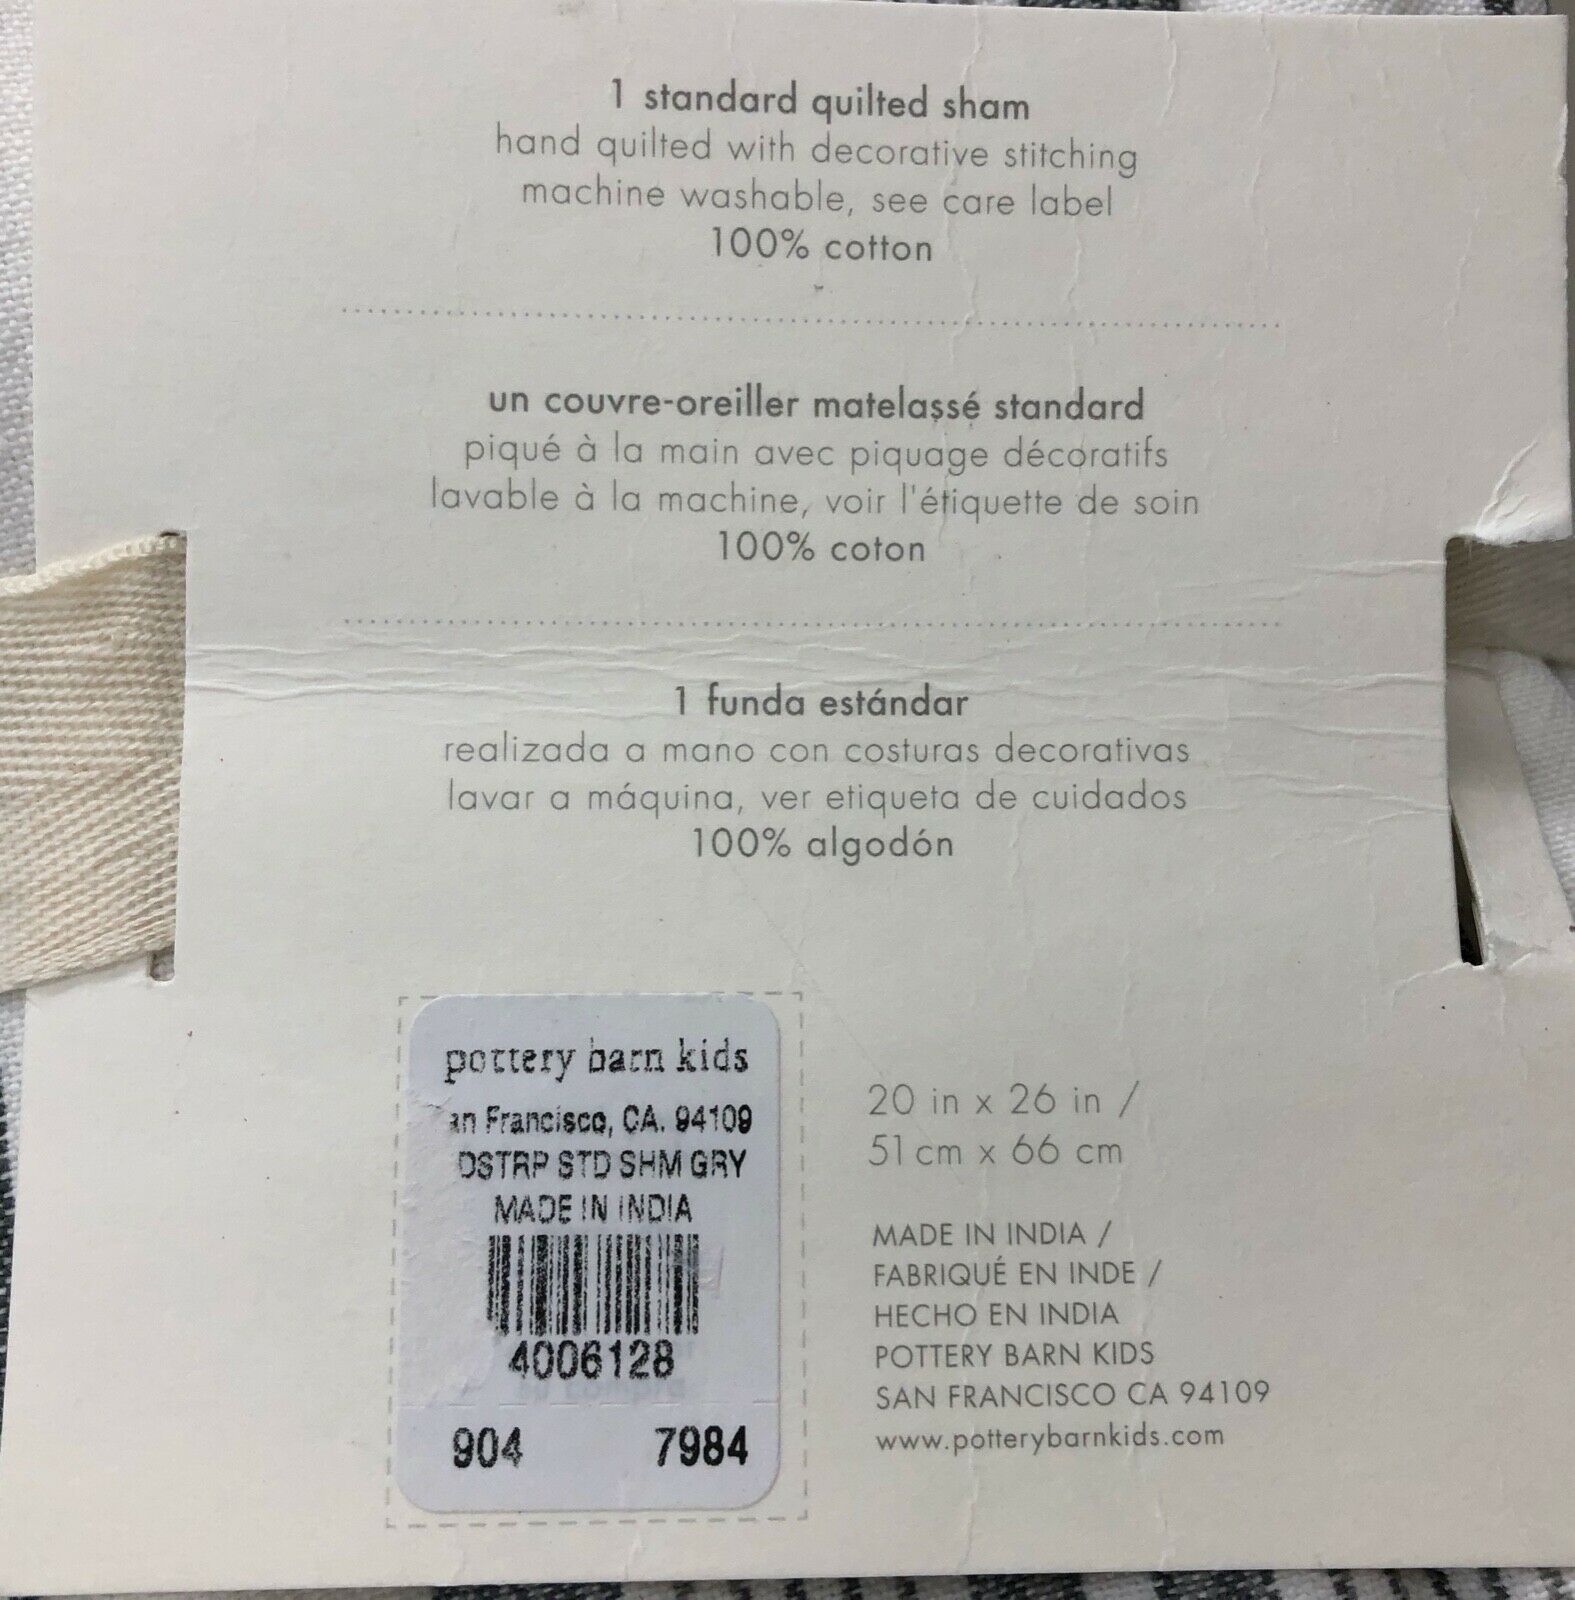 1 standard quilted sham
hand quilted with decorative stitching
machine washable, see care label
100% cotton
un couvre-oreiller matelassé standard
piqué à la main avec piquage décoratifs
lavable à la machine, voir l'étiquette de soin
100% coton
1 funda estándar
realizada a mano con costuras decorativas
lavar a máquina, ver etiqueta de cuidados
100% algodón
pottery barn kids
an Francisco, CA. 94109
DSTRP STD SHM GRY
MADE IN INDIA
4006128
904 7984
20 in x 26 in /
51 cm x 66 cm
MADE IN INDIA /
FABRIQUÉ EN INDE /
HECHO EN INDIA
POTTERY BARN KIDS
SAN FRANCISCO CA 94109
www.potterybarnkids.com